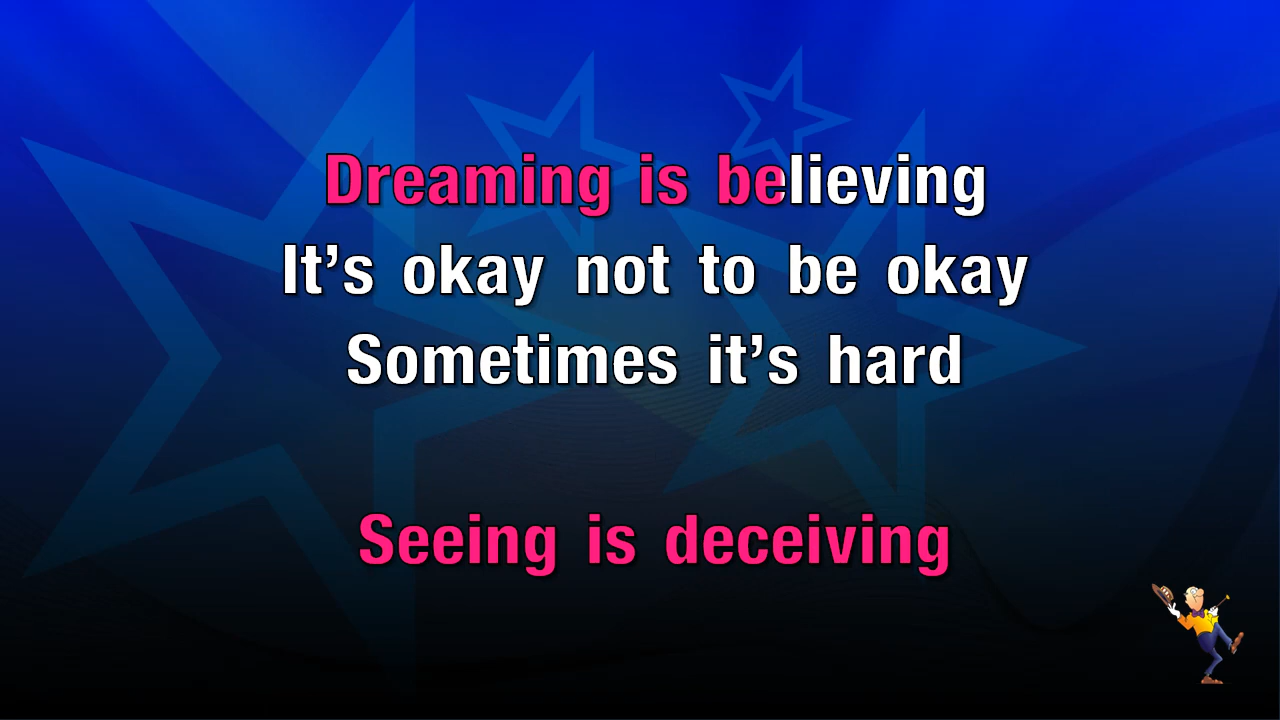 Dreaming is believing
It’s okay not to be okay
Sometimes it’s hard
Seeing is deceiving